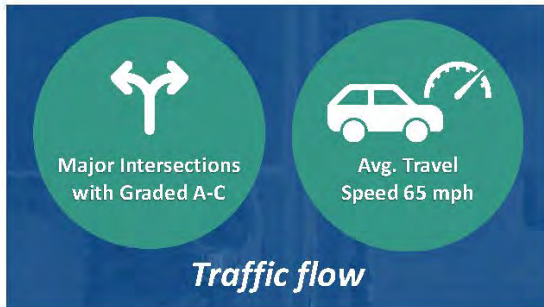 Major Intersections
with Graded A-C
Avg. Travel
Speed 65 mph
Traffic flow